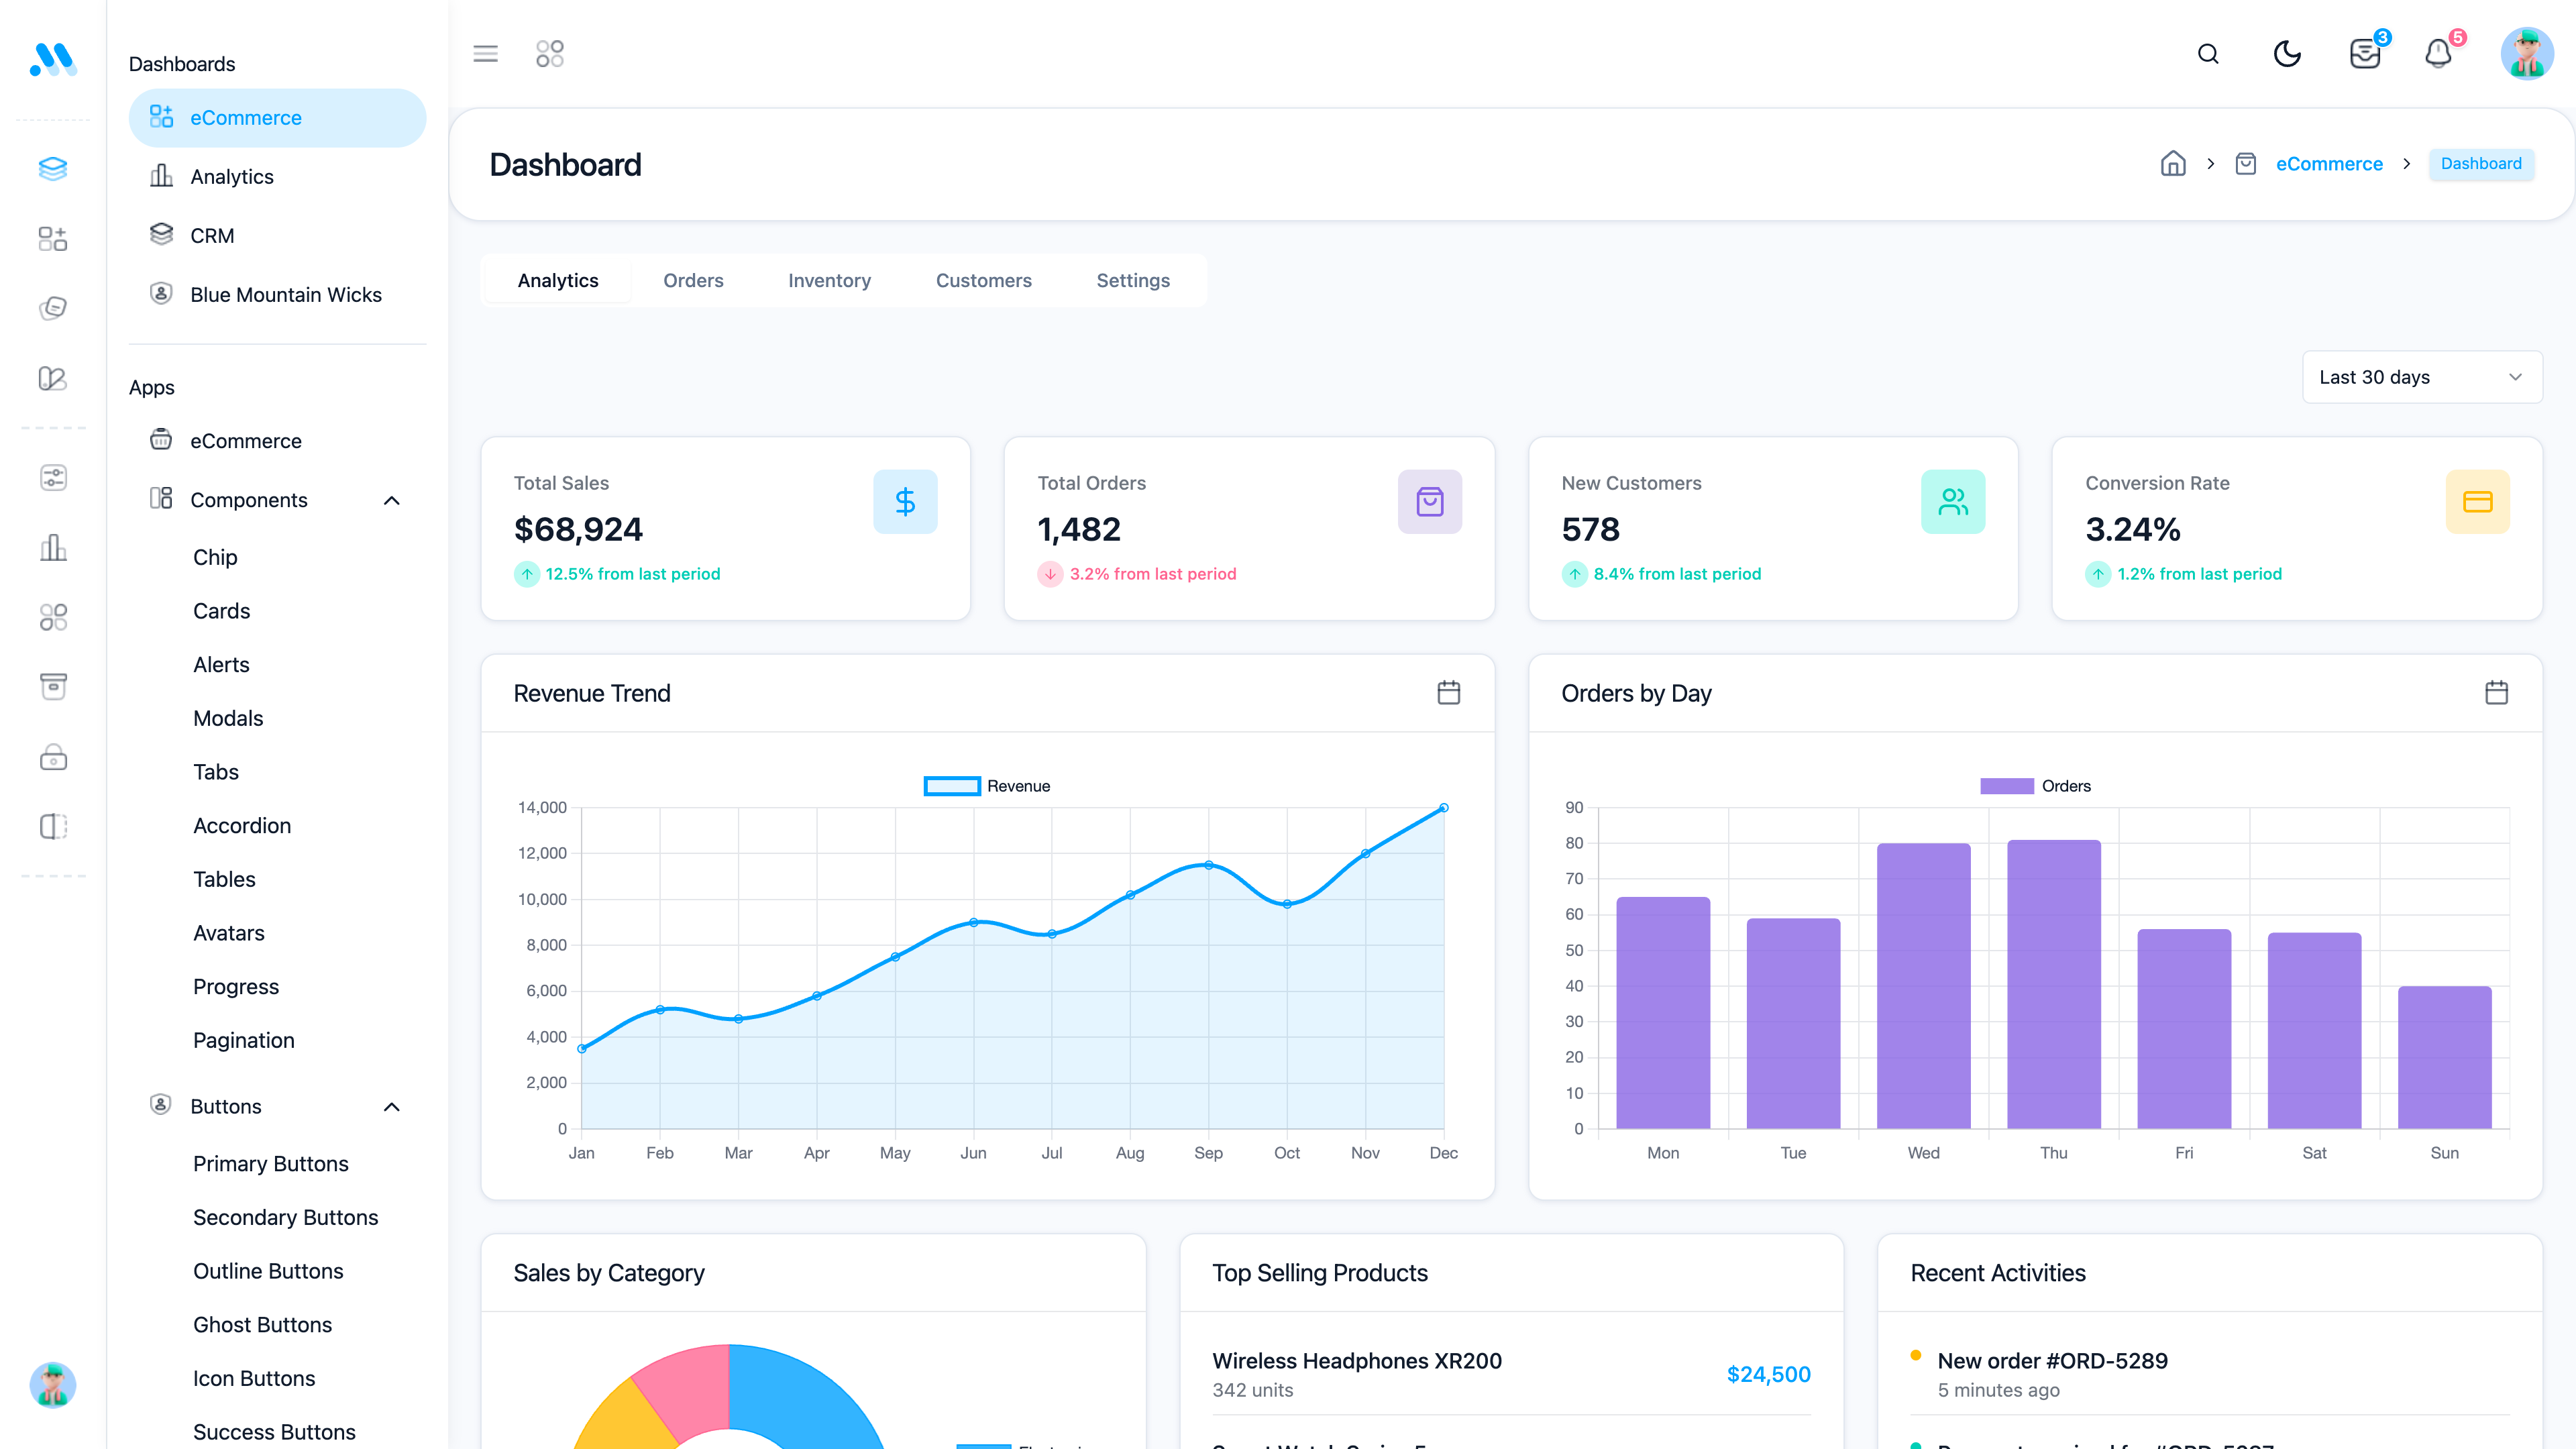 Dashboards
eCommerce
Analytics
CRM
Blue Mountain Wicks
Apps
eCommerce
Components
Chip
Cards
Alerts
Modals
Tabs
Accordion
Tables
Avatars
Progress
Pagination
Buttons
Primary Buttons
Secondary Buttons
Outline Buttons
Ghost Buttons
Icon Buttons
Success Buttons
3
5
Dashboard
eCommerce
Dashboard
Analytics Orders Inventory Customers Settings
Last 30 days
Total Sales
$68,924
12.5% from last period
Total Orders
1,482
3.2% from last period
New Customers
578
8.4% from last period
Conversion Rate
3.24%
1.2% from last period
Revenue Trend
Revenue
14,000
12,000
10,000
8,000
6,000
4,000
2,000
0
Jan Feb Mar Apr May Jun Jul Aug Sep Oct Nov Dec
Orders by Day
Orders
90
80
70
60
50
40
30
20
10
0
Mon Tue Wed Thu Fri Sat Sun
Sales by Category
Top Selling Products
Wireless Headphones XR200
342 units
$24,500
Recent Activities
New order #ORD-5289
5 minutes ago